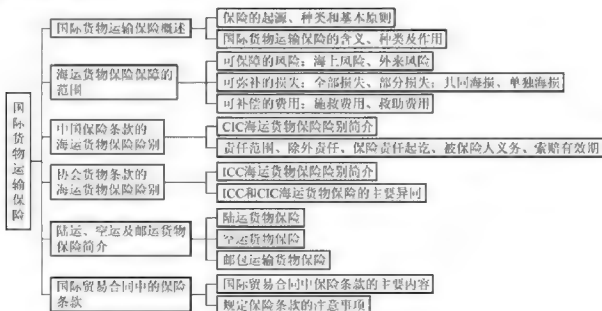 国际货物运输保险
国际货物运输保险概述
保险的起源、种类和基本原则
国际货物运输保险的含义、种类及作用
海运货物保险保障的
范围
可保障的风险：海上风险、外来风险
可弥补的损失：全部损失、部分损失；共同海损、单独海损
可补偿的费用：施救费用、救助费用
中国保险条款的
海运货物保险险别
CIC海运货物保险险别简介
责任范围、除外责任、保险责任起讫、被保险人义务、索赔有效期
协会货物条款的
海运货物保险险别
ICC海运货物保险险别简介
ICC和CIC海运货物保险的主要异同
陆运、空运及邮运货物
保险简介
陆运货物保险
空运货物保险
邮包运输货物保险
国际贸易合同中的保险
条款
国际贸易合同中保险条款的主要内容
规定保险条款的注意事项